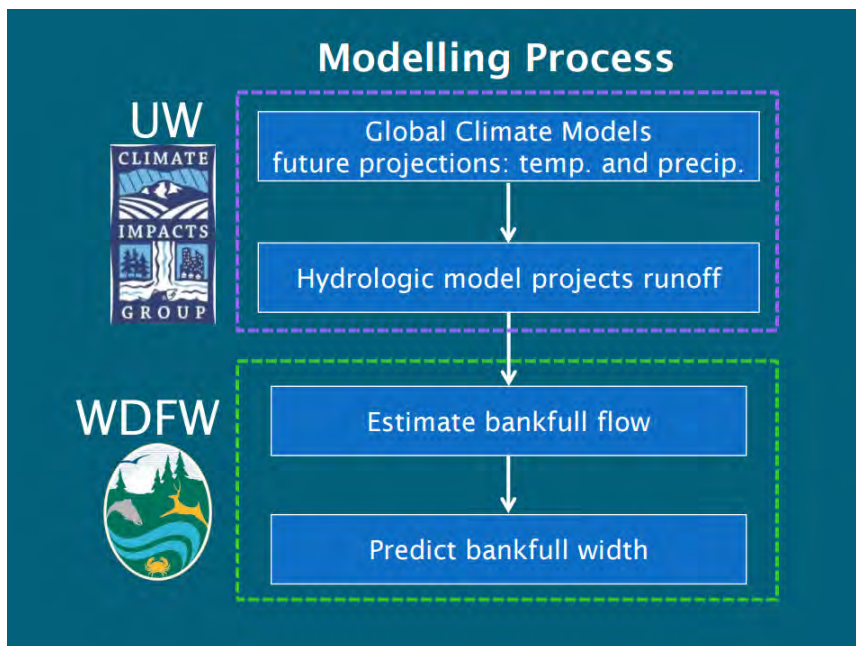 Modelling Process
UW
CLIMATE
IMPACTS
GROUP
Global Climate Models
future projections: temp. and precip.
Hydrologic model projects runoff
WDFW
Estimate bankfull flow
Predict bankfull width